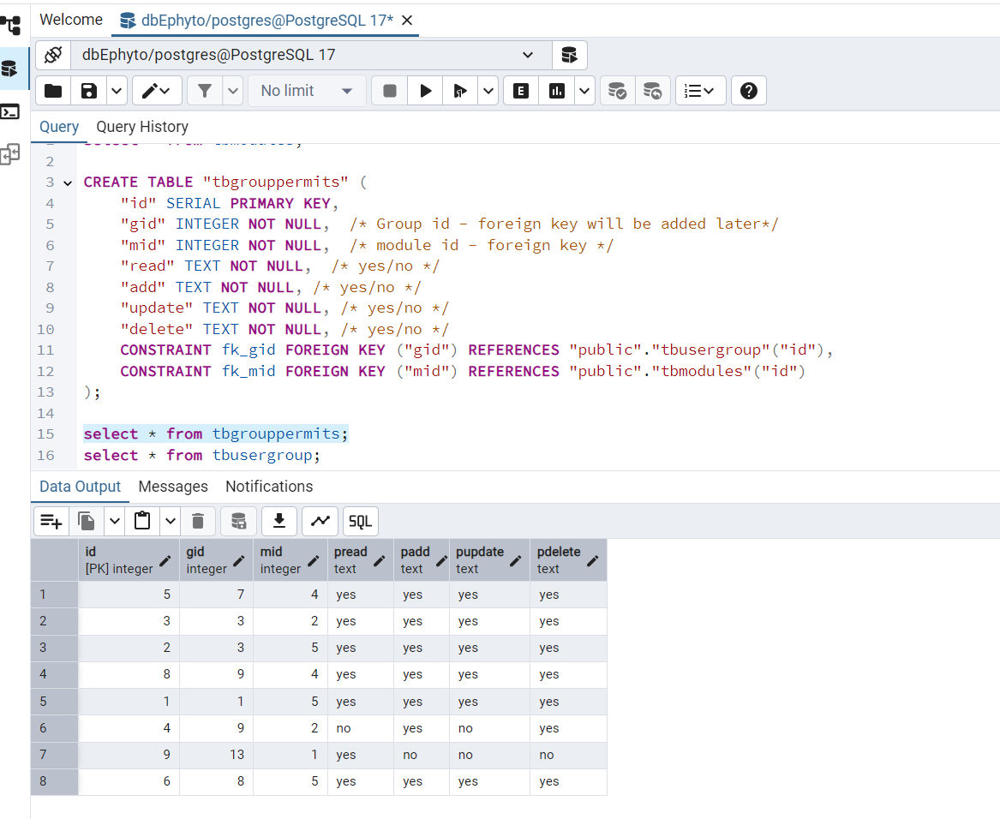 Welcome
dbEphyto/postgres@PostgreSQL 17*
dbEphyto/postgres@PostgreSQL 17
No limit
E
SQL
Query
Query History
2
3 CREATE TABLE "tbgrouppermits" (
4 "id" SERIAL PRIMARY KEY,
5 "gid" INTEGER NOT NULL, /* Group id - foreign key will be added later*/
6 "mid" INTEGER NOT NULL, /* module id - foreign key */
7 "read" TEXT NOT NULL, /* yes/no */
8 "add" TEXT NOT NULL, /* yes/no */
9 "update" TEXT NOT NULL, /* yes/no */
10 "delete" TEXT NOT NULL, /* yes/no */
11 CONSTRAINT fk_gid FOREIGN KEY ("gid") REFERENCES "public"."tbusergroup"("id"),
12 CONSTRAINT fk_mid FOREIGN KEY ("mid") REFERENCES "public"."tbmodules"("id")
13 );
14
15 select * from tbgrouppermits;
16 select * from tbusergroup;
Data Output Messages Notifications
id gid mid pread padd pupdate pdelete
[PK] integer integer integer text text text text
1 5 7 4 yes yes yes yes
2 3 3 2 yes yes yes yes
3 2 3 5 yes yes yes yes
4 8 9 4 yes yes yes yes
5 1 1 5 yes yes yes yes
6 4 9 2 no yes no yes
7 9 13 1 yes no no no
8 6 8 5 yes yes yes yes